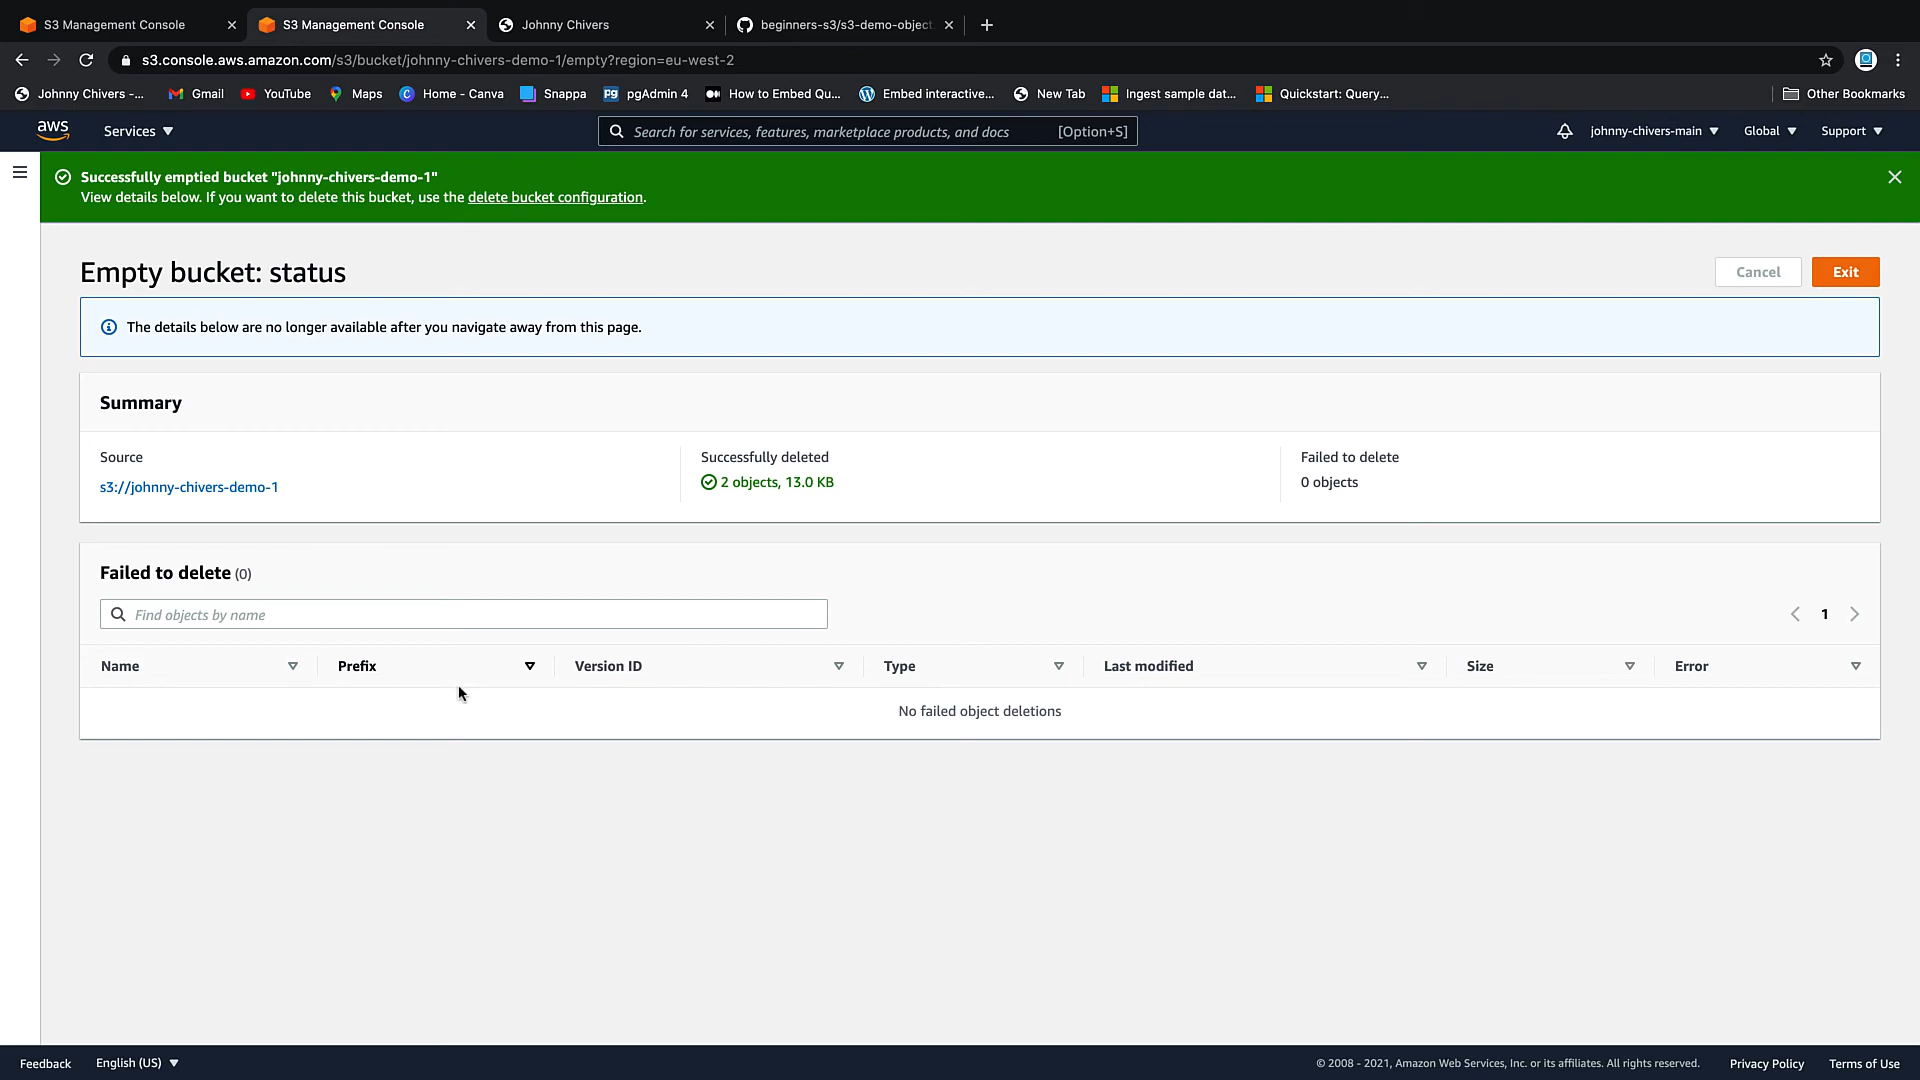 S3 Management Console
S3 Management Console
Johnny Chivers
beginners-s3/s3-demo-object
s3.console.aws.amazon.com/s3/bucket/johnny-chivers-demo-1/empty?region=eu-west-2
Johnny Chivers -...
Gmail
YouTube
Maps
Home - Canva
Snappa
pgAdmin 4
How to Embed Qu...
Embed interactive...
New Tab
Ingest sample dat...
Quickstart: Query...
Other Bookmarks
aws
Services
Search for services, features, marketplace products, and docs
[Option+S]
johnny-chivers-main
Global
Support
Successfully emptied bucket "johnny-chivers-demo-1"
View details below. If you want to delete this bucket, use the delete bucket configuration.
Empty bucket: status
Cancel
Exit
The details below are no longer available after you navigate away from this page.
Summary
Source
s3://johnny-chivers-demo-1
Successfully deleted
2 objects, 13.0 KB
Failed to delete
0 objects
Failed to delete (0)
Find objects by name
1
Name
Prefix
Version ID
Type
Last modified
Size
Error
No failed object deletions
Feedback
English (US)
© 2008 - 2021, Amazon Web Services, Inc. or its affiliates. All rights reserved.
Privacy Policy
Terms of Use